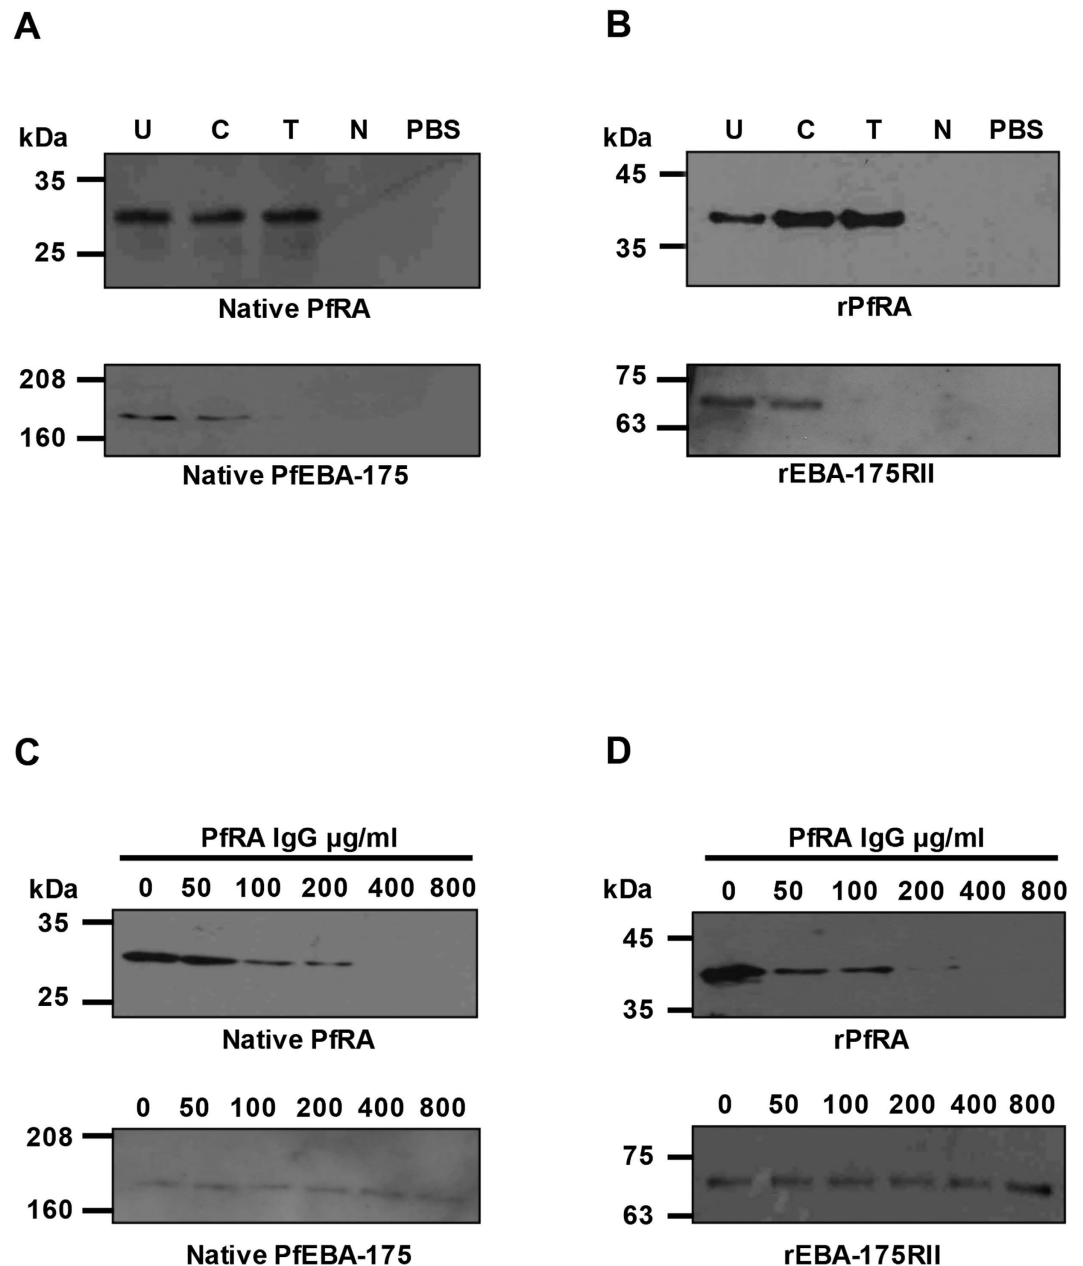 A
kDa U C T N PBS
35
25
Native PfRA
208
160
Native PfEBA-175
B
kDa U C T N PBS
45
35
rPfRA
75
63
rEBA-175RII
C
PfRA IgG µg/ml
kDa 0 50 100 200 400 800
35
25
Native PfRA
0 50 100 200 400 800
208
160
Native PfEBA-175
D
PfRA IgG µg/ml
kDa 0 50 100 200 400 800
45
35
rPfRA
0 50 100 200 400 800
75
63
rEBA-175RII